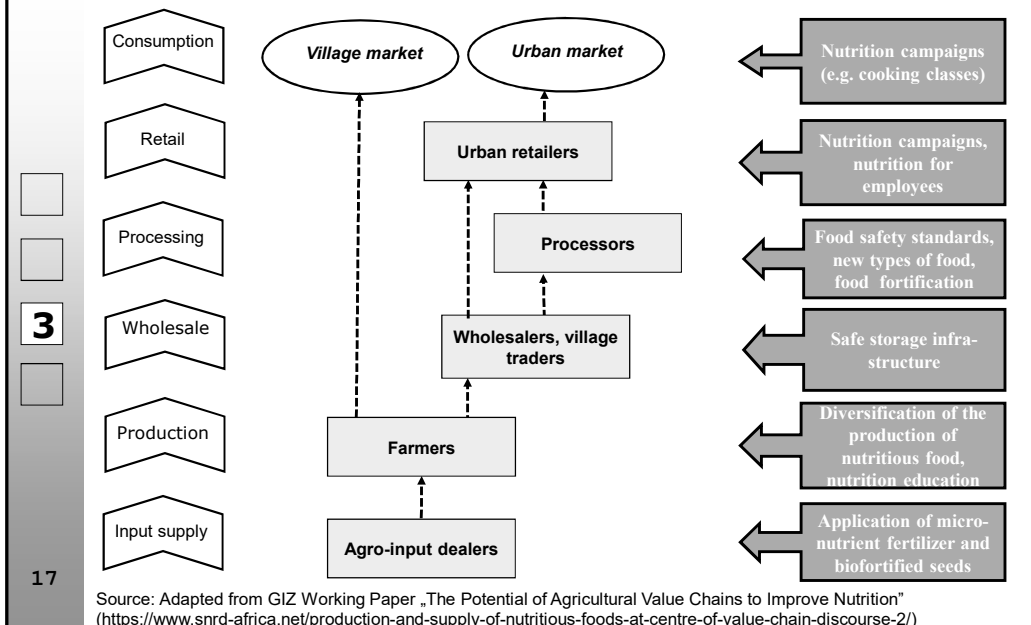 Consumption
Village market
Urban market
Nutrition campaigns
(e.g. cooking classes)
Retail
Urban retailers
Nutrition campaigns,
nutrition for
employees
Processing
Processors
Food safety standards,
new types of food,
food fortification
3
Wholesale
Wholesalers, village
traders
Safe storage infra-
structure
Production
Farmers
Diversification of the
production of
nutritious food,
nutrition education
Input supply
Agro-input dealers
Application of micro-
nutrient fertilizer and
biofortified seeds
17
Source: Adapted from GIZ Working Paper „The Potential of Agricultural Value Chains to Improve Nutrition”
(https://www.snrd-africa.net/production-and-supply-of-nutritious-foods-at-centre-of-value-chain-discourse-2/)